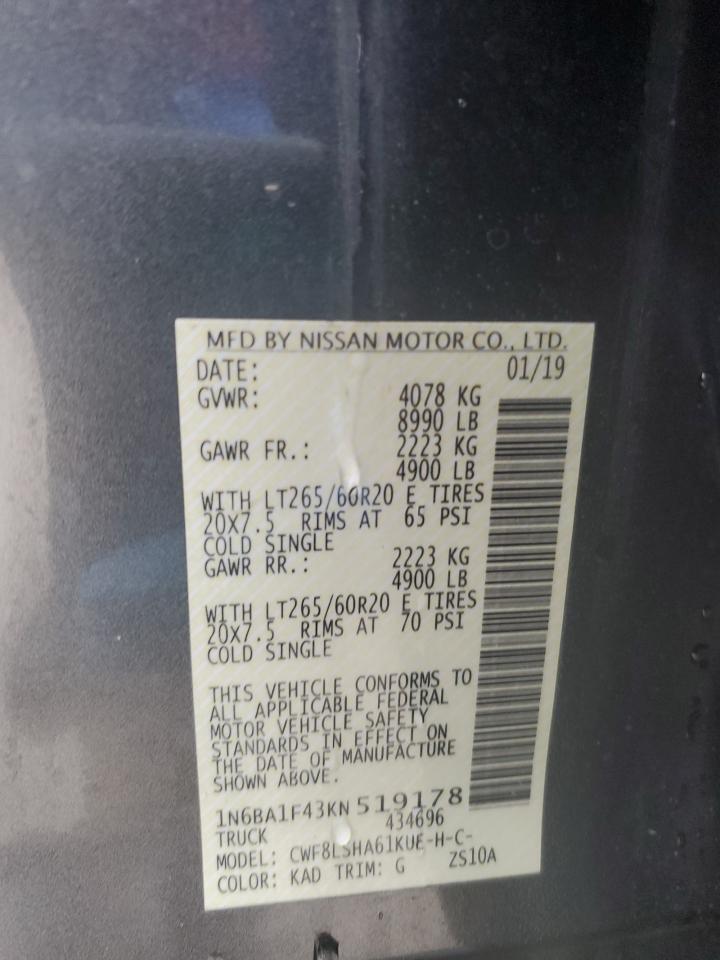 MFD BY NISSAN MOTOR CO., LTD.
DATE: 01/19
GVWR: 4078 KG
8990 LB
GAWR FR.: 2223 KG
4900 LB
WITH LT265/60R20 E TIRES
20X7.5 RIMS AT 65 PSI
COLD SINGLE
GAWR RR.: 2223 KG
4900 LB
WITH LT265/60R20 E TIRES
20X7.5 RIMS AT 70 PSI
COLD SINGLE
THIS VEHICLE CONFORMS TO
ALL APPLICABLE FEDERAL
MOTOR VEHICLE SAFETY
STANDARDS IN EFFECT ON
THE DATE OF MANUFACTURE
SHOWN ABOVE.
1N6BA1F43KN 519178
TRUCK 434696
MODEL: CWF8LSHA61KUE-H-C-
ZS10A
COLOR: KAD TRIM: G